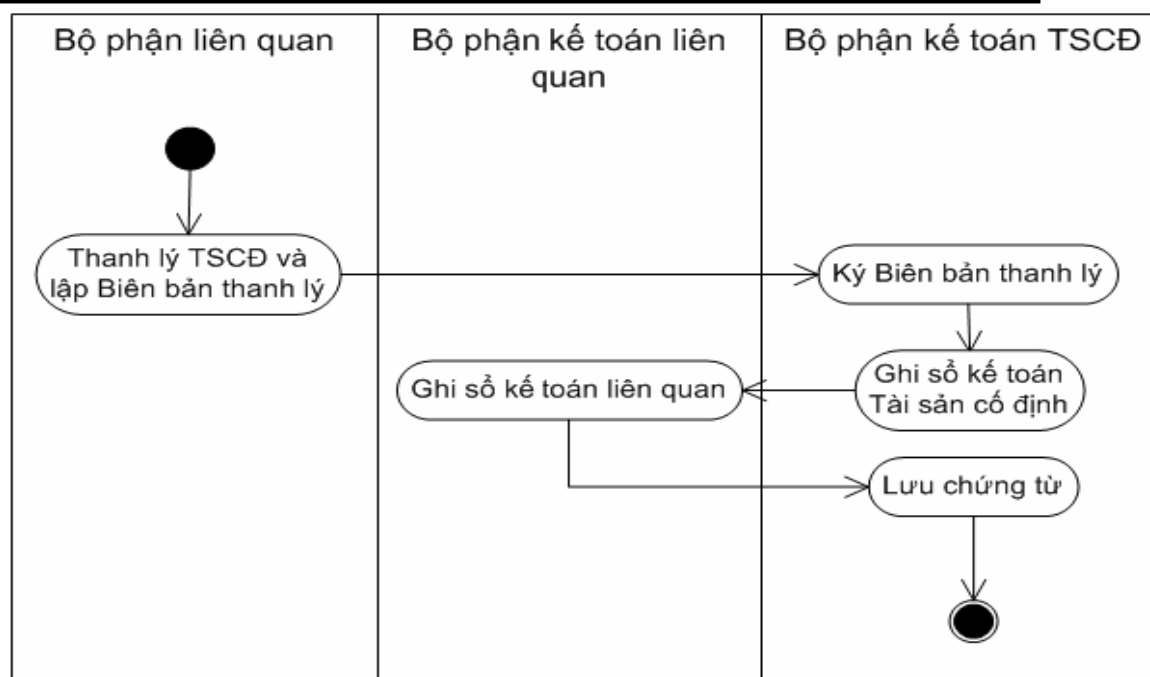 Bộ phận liên quan
Bộ phận kế toán liên
quan
Bộ phận kế toán TSCĐ
Thanh lý TSCĐ và
lập Biên bản thanh lý
Ký Biên bản thanh lý
Ghi sổ kế toán
Tài sản cố định
Ghi sổ kế toán liên quan
Lưu chứng từ